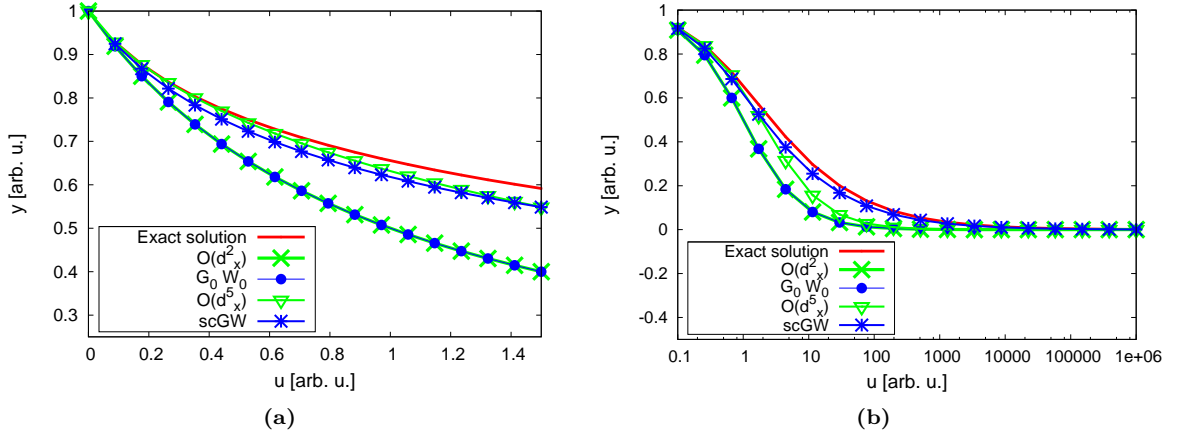 1
0.9
0.8
0.7
0.6
0.5
0.4
0.3
y [arb. u.]
0 0.2 0.4 0.6 0.8 1 1.2 1.4
u [arb. u.]
Exact solution
O(d²ₓ)
G₀ W₀
O(d⁵ₓ)
scGW
(a)
1
0.8
0.6
0.4
0.2
0
-0.2
-0.4
y [arb. u.]
0.1 1 10 100 1000 10000 100000 1e+06
u [arb. u.]
Exact solution
O(d²ₓ)
G₀ W₀
O(d⁵ₓ)
scGW
(b)